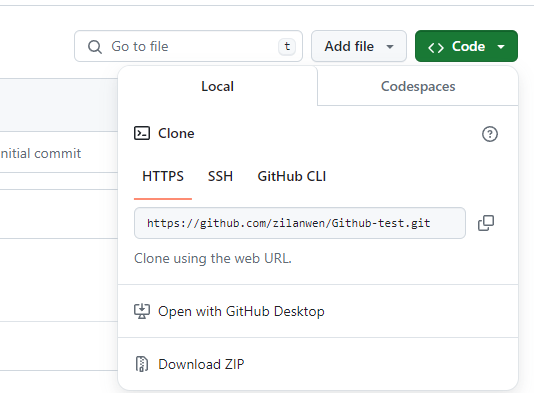 Go to file
t
Add file
Code
Local
Codespaces
Clone
nitial commit
HTTPS
SSH
GitHub CLI
https://github.com/zilanwen/Github-test.git
Clone using the web URL.
Open with GitHub Desktop
Download ZIP